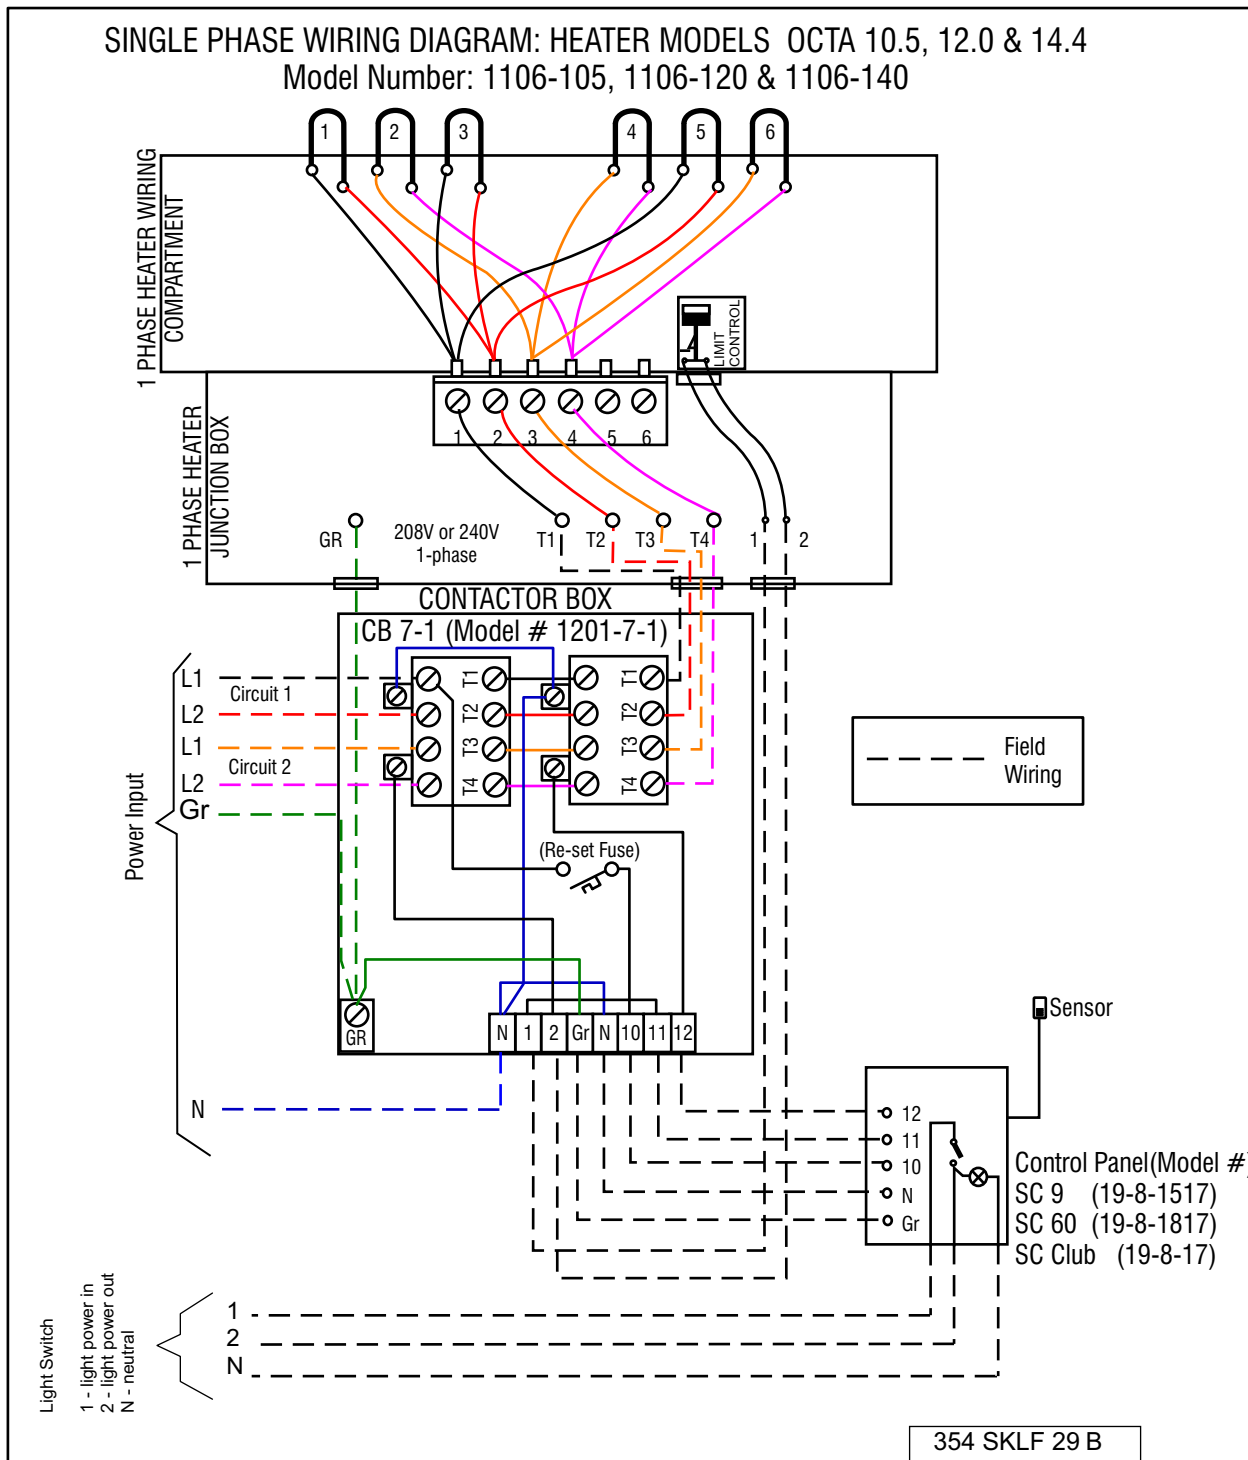 SINGLE PHASE WIRING DIAGRAM: HEATER MODELS OCTA 10.5, 12.0 & 14.4
Model Number: 1106-105, 1106-120 & 1106-140
1 2 3 4 5 6
1 PHASE HEATER WIRING
COMPARTMENT
LIMIT
CONTROL
1 PHASE HEATER
JUNCTION BOX
1 2 3 4 5 6
GR
208V or 240V
1-phase
T1 T2 T3 T4 1 2
CONTACTOR BOX
CB 7-1 (Model # 1201-7-1)
Power Input
L1
Circuit 1
L2
L1
Circuit 2
L2
Gr
T1
T2
T3
T4
T1
T2
T3
T4
Field
Wiring
(Re-set Fuse)
GR
N 1 2 Gr N 10 11 12
N
Sensor
12
11
10
N
Gr
Control Panel(Model #)
SC 9 (19-8-1517)
SC 60 (19-8-1817)
SC Club (19-8-17)
Light Switch
1 - light power in
2 - light power out
N - neutral
1
2
N
354 SKLF 29 B